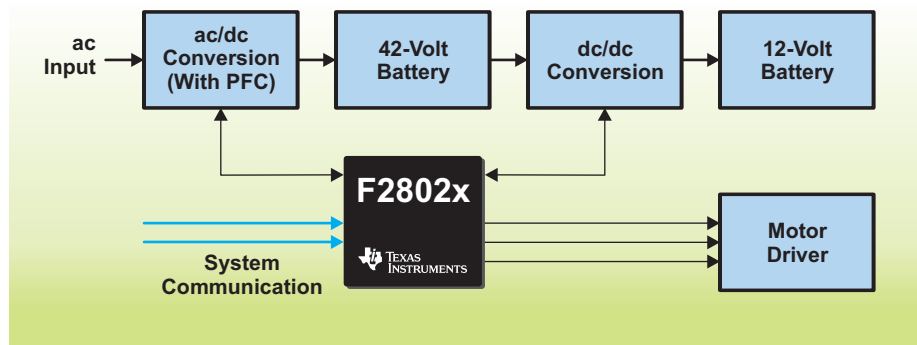 ac
Input
ac/dc
Conversion
(With PFC)
42-Volt
Battery
dc/dc
Conversion
12-Volt
Battery
F2802x
TEXAS
INSTRUMENTS
System
Communication
Motor
Driver